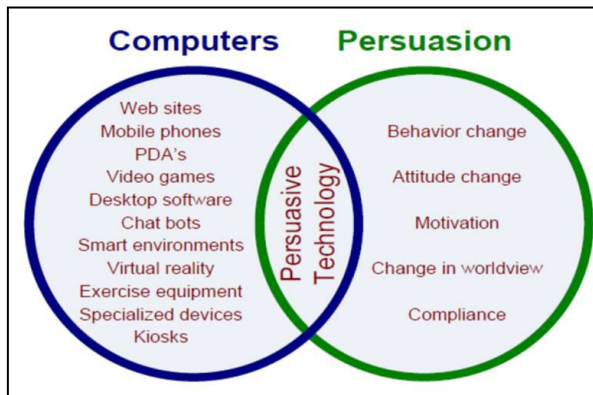 Computers
Persuasion
Web sites
Mobile phones
PDA's
Video games
Desktop software
Chat bots
Smart environments
Virtual reality
Exercise equipment
Specialized devices
Kiosks
Persuasive
Technology
Behavior change
Attitude change
Motivation
Change in worldview
Compliance